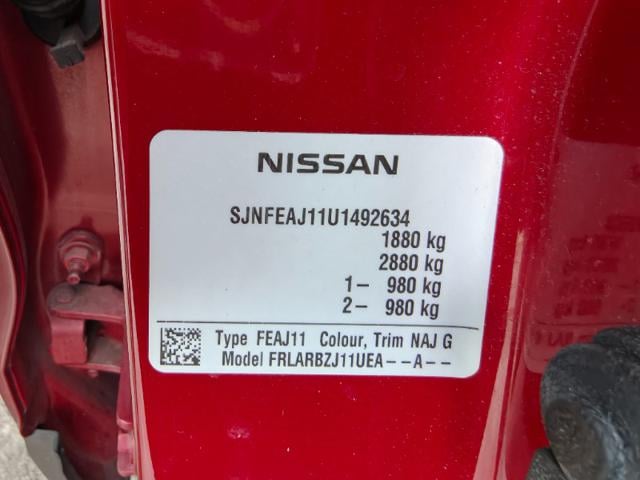 NISSAN
SJNFEAJ11U1492634
1880 kg
2880 kg
1– 980 kg
2– 980 kg
Type FEAJ11 Colour, Trim NAJ G
Model FRLARBZJ11UEA--A--